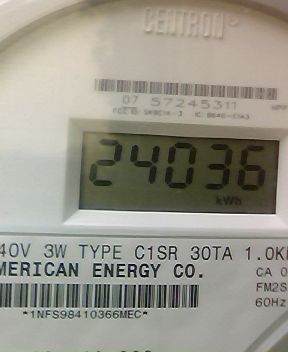 CENTRON®
07 57245311
24036
kWh
40V 3W TYPE C1SR 30TA 1.0K
MERICAN ENERGY CO.
CA 0
FM2S
60Hz
*1NFS98410366MEC*